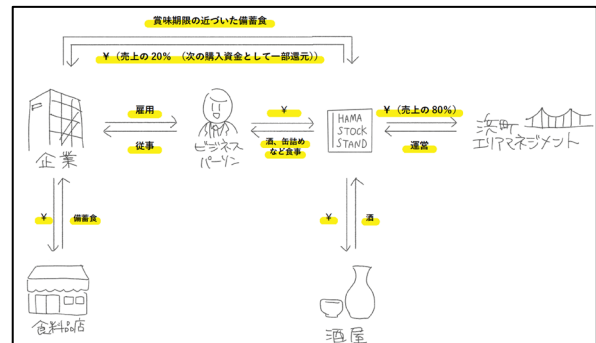 賞味期限の近づいた備蓄食
¥（売上の20% （次の購入資金として一部還元））
雇用
従事
企業
ビジネス
パーソン
¥
酒、缶詰め
など食事
HAMA
STOCK
STAND
¥（売上の80%）
運営
浜町
エリアマネジメント
¥
備蓄食
¥
酒
食料品店
酒屋